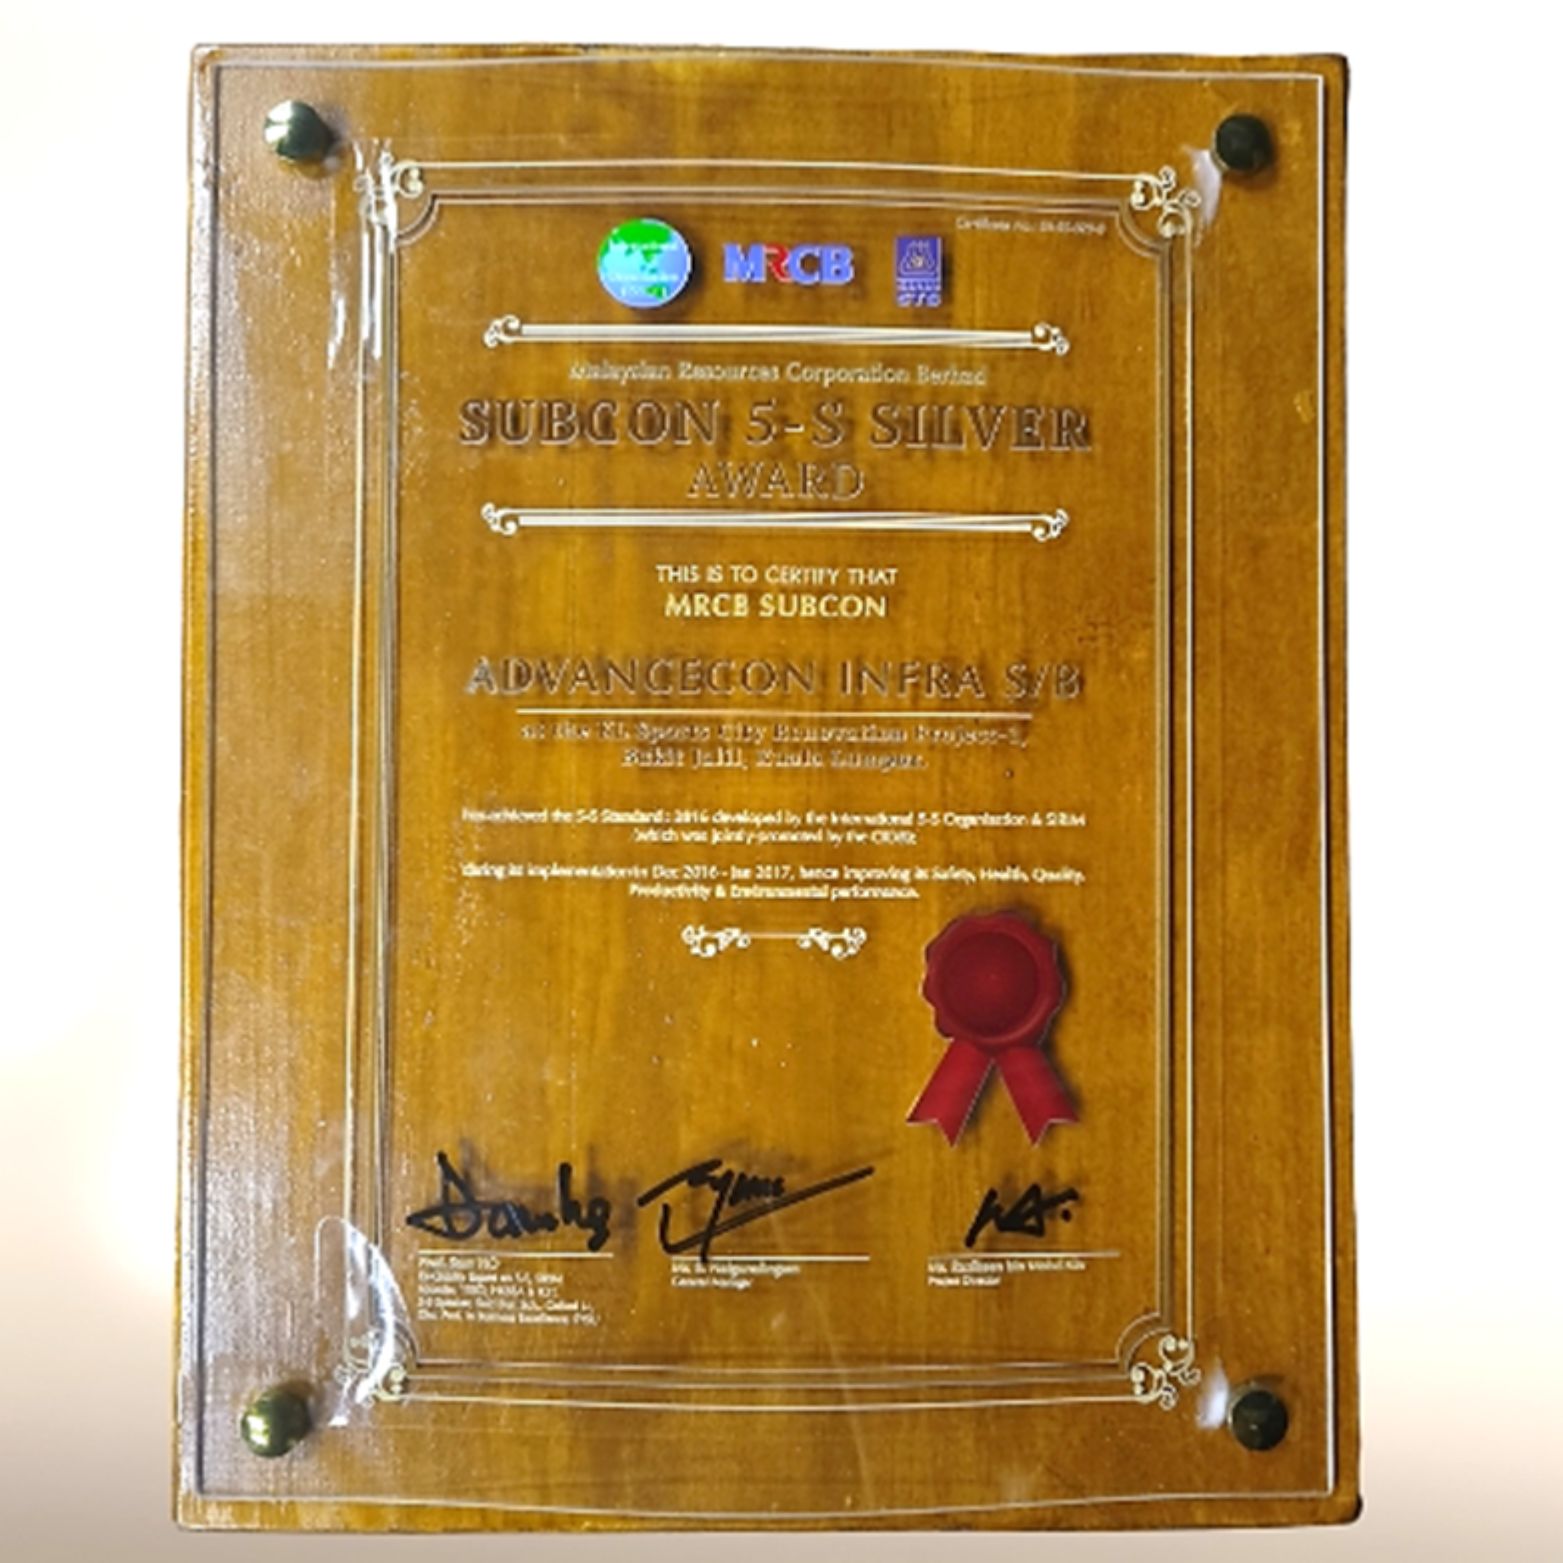 MRCB
Malaysian Resources Corporation Berhad
SUBCON 5-S SILVER
AWARD
THIS IS TO CERTIFY THAT
MRCB SUBCON
ADVANCECON INFRA S/B
at the KL Sports City Renovation Project-1,
Bukit Jalil, Kuala Lumpur.
Has achieved the 5-S Standard : 2016 developed by the International 5-S Organisation & SIRIM
which was jointly-promoted by the
during its implementation in Dec 2016 - Jan 2017, hence improving its Safety, Health, Quality,
Productivity & Environmental performance.
General Manager
Project Director